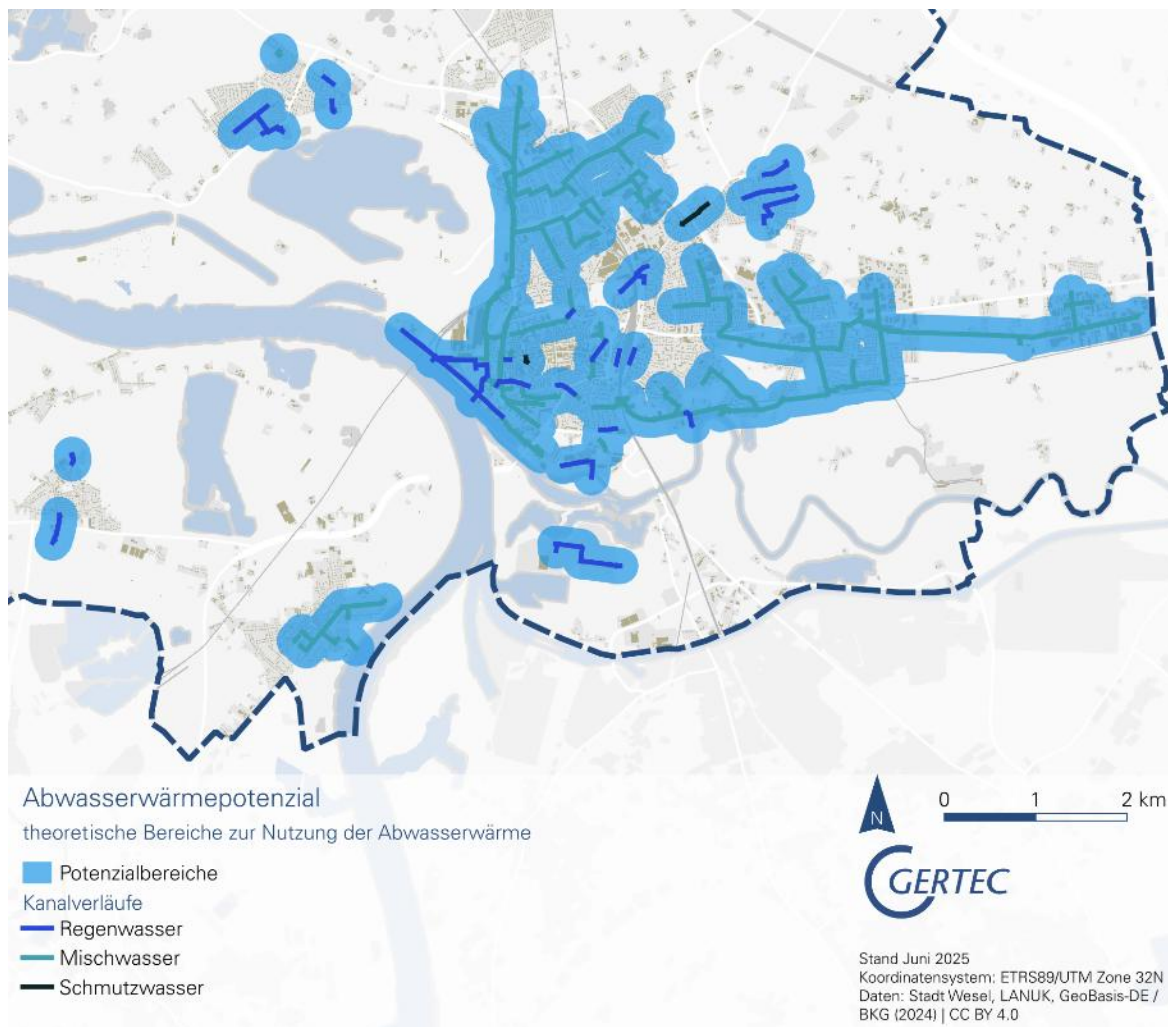 Abwasserwärmepotenzial
theoretische Bereiche zur Nutzung der Abwasserwärme
Potenzialbereiche
Kanalverläufe
Regenwasser
Mischwasser
Schmutzwasser
0 1 2 km
N
GERTEC
Stand Juni 2025
Koordinatensystem: ETRS89/UTM Zone 32N
Daten: Stadt Wesel, LANUK, GeoBasis-DE /
BKG (2024) | CC BY 4.0